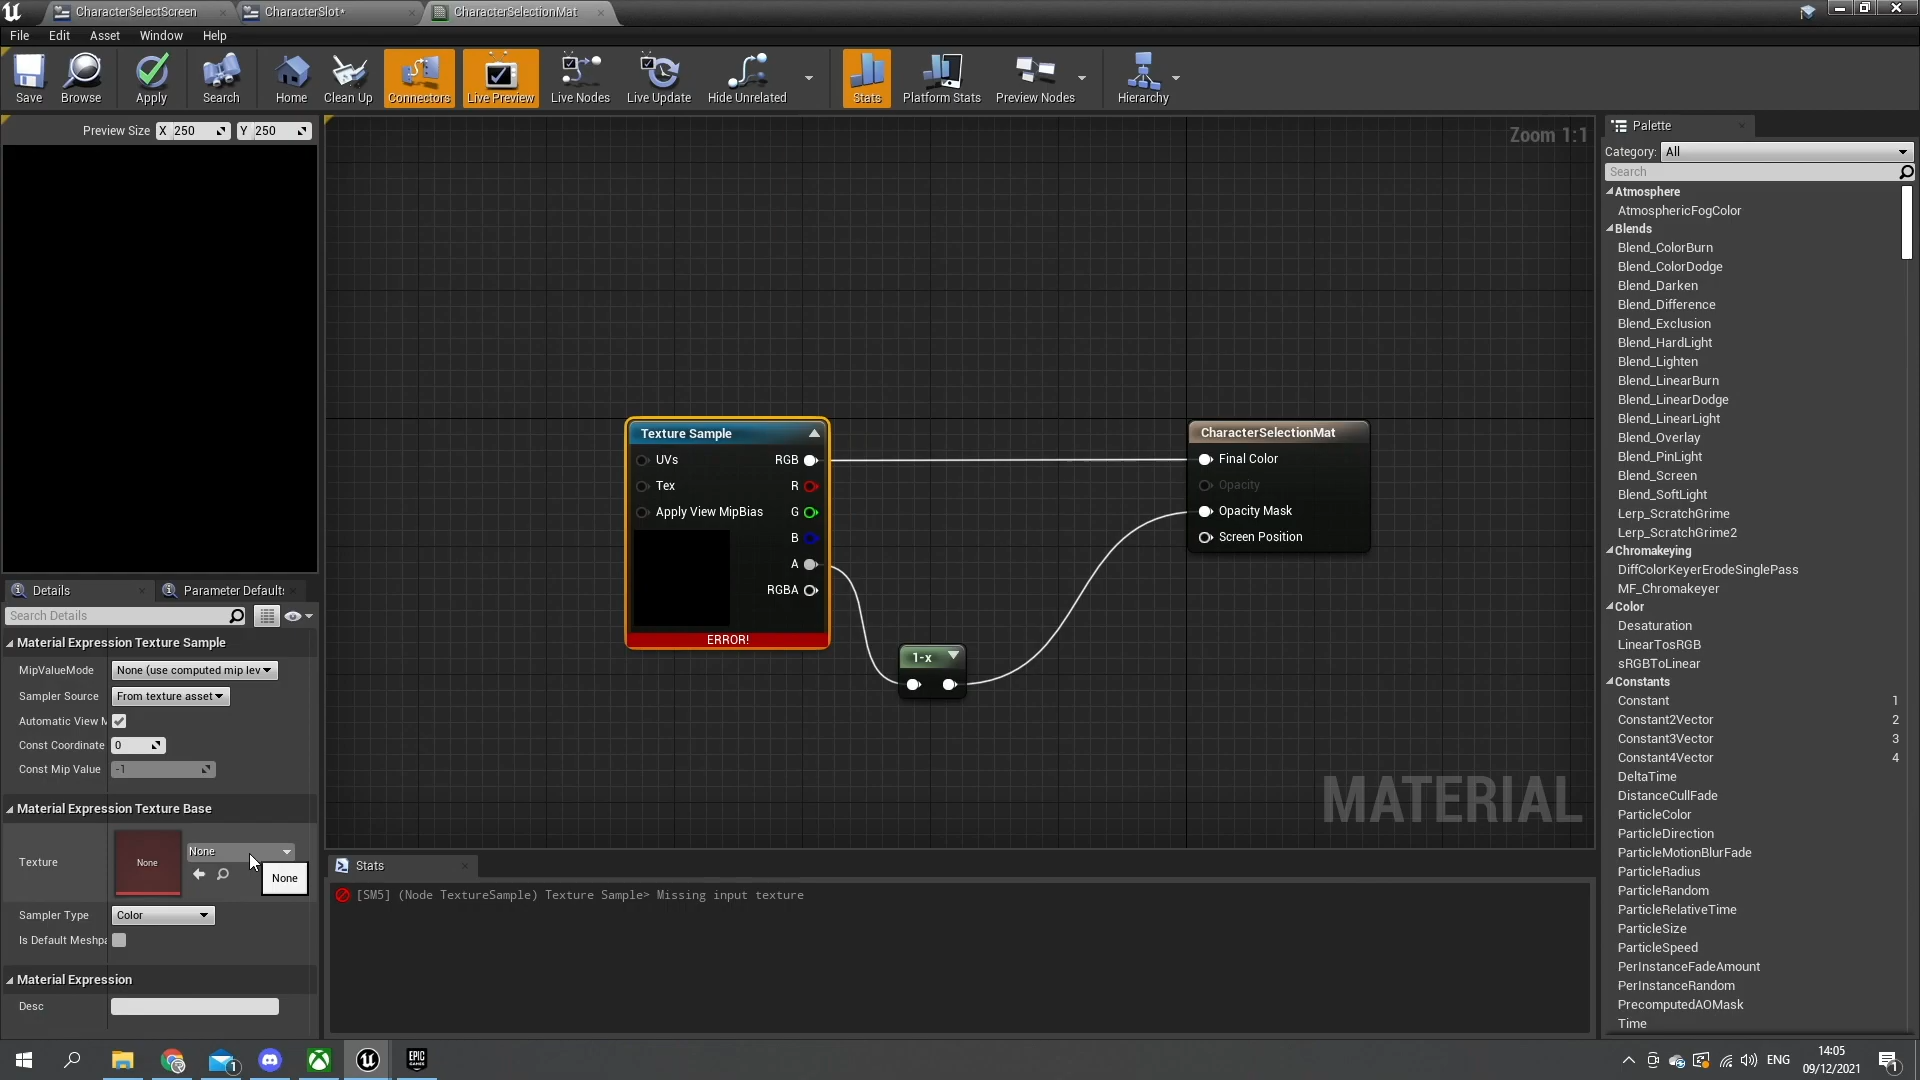 CharacterSelectScreen
CharacterSlot*
CharacterSelectionMat
File Edit Asset Window Help
Save Browse Apply Search Home Clean Up Connectors Live Preview Live Nodes Live Update Hide Unrelated Stats Platform Stats Preview Nodes Hierarchy
Preview Size X 250 Y 250
Zoom 1:1
Texture Sample
UVs RGB
Tex R
Apply View MipBias G
B
A
RGBA
ERROR!
1-x
CharacterSelectionMat
Final Color
Opacity
Opacity Mask
Screen Position
MATERIAL
Details
Parameter Default
Search Details
Material Expression Texture Sample
MipValueMode None (use computed mip lev
Sampler Source From texture asset
Automatic View M
Const Coordinate 0
Const Mip Value -1
Material Expression Texture Base
Texture None None
None
Sampler Type Color
Is Default Meshpa
Material Expression
Desc
Stats
[SM5] (Node TextureSample) Texture Sample> Missing input texture
Palette
Category: All
Search
Atmosphere
AtmosphericFogColor
Blends
Blend_ColorBurn
Blend_ColorDodge
Blend_Darken
Blend_Difference
Blend_Exclusion
Blend_HardLight
Blend_Lighten
Blend_LinearBurn
Blend_LinearDodge
Blend_LinearLight
Blend_Overlay
Blend_PinLight
Blend_Screen
Blend_SoftLight
Lerp_ScratchGrime
Lerp_ScratchGrime2
Chromakeying
DiffColorKeyerErodeSinglePass
MF_Chromakeyer
Color
Desaturation
LinearTosRGB
sRGBToLinear
Constants
Constant 1
Constant2Vector 2
Constant3Vector 3
Constant4Vector 4
DeltaTime
DistanceCullFade
ParticleColor
ParticleDirection
ParticleMotionBlurFade
ParticleRadius
ParticleRandom
ParticleRelativeTime
ParticleSize
ParticleSpeed
PerInstanceFadeAmount
PerInstanceRandom
PrecomputedAOMask
Time
1
EPIC GAMES
ENG
14:05
09/12/2021
1